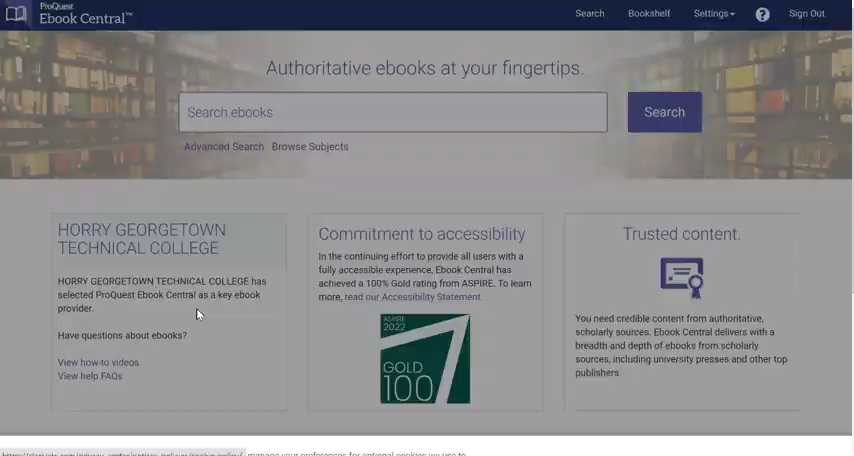 ProQuest
Ebook Central™
Search
Bookshelf
Settings
?
Sign Out
Authoritative ebooks at your fingertips.
Search ebooks
Search
Advanced Search
Browse Subjects
HORRY GEORGETOWN
TECHNICAL COLLEGE
HORRY GEORGETOWN TECHNICAL COLLEGE has
selected ProQuest Ebook Central as a key ebook
provider.
Have questions about ebooks?
View how-to videos
View help FAQs
Commitment to accessibility
In the continuing effort to provide all users with a
fully accessible experience, Ebook Central has
achieved a 100% Gold rating from ASPIRE. To learn
more, read our Accessibility Statement.
ASPIRE
2022
GOLD
100
Trusted content.
You need credible content from authoritative,
scholarly sources. Ebook Central delivers with a
breadth and depth of ebooks from scholarly
sources, including university presses and other top
publishers.
manage your preferences for optional cookies we use to